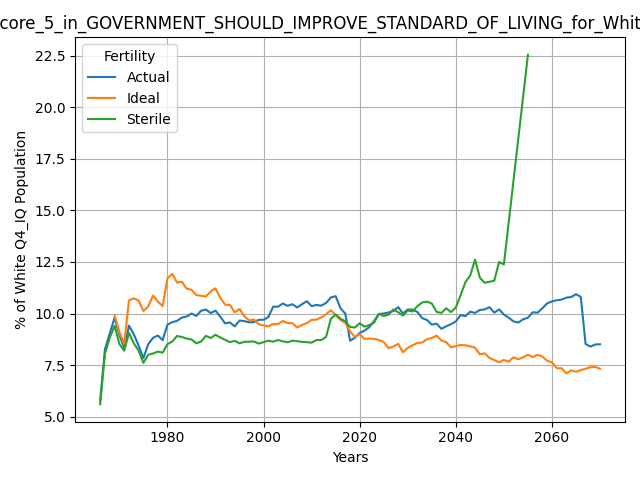 core_5_in_GOVERNMENT_SHOULD_IMPROVE_STANDARD_OF_LIVING_for_Whit
Fertility
Actual
Ideal
Sterile
% of White Q4_IQ Population
22.5
20.0
17.5
15.0
12.5
10.0
7.5
5.0
1980
2000
2020
2040
2060
Years